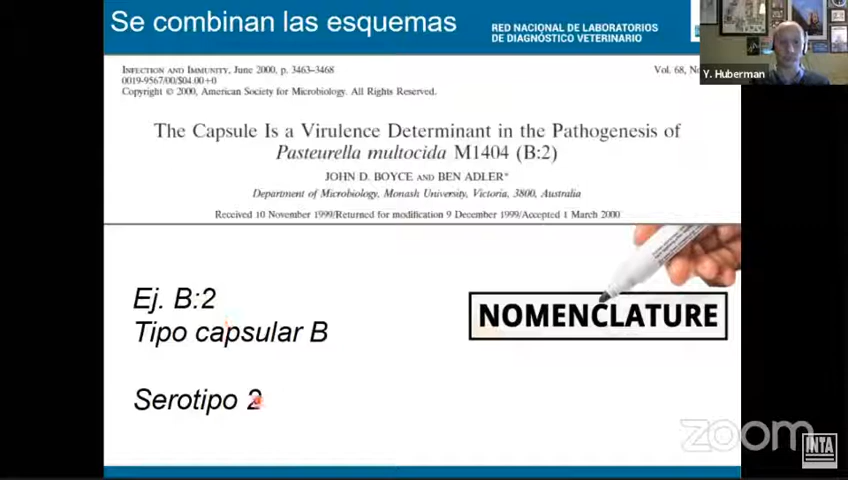 Se combinan las esquemas
RED NACIONAL DE LABORATORIOS
DE DIAGNÓSTICO VETERINARIO
Y. Huberman
INFECTION AND IMMUNITY, June 2000, p. 3463–3468
Vol. 68,
0019-9567/00/$04.00+0
Copyright © 2000, American Society for Microbiology. All Rights Reserved.
The Capsule Is a Virulence Determinant in the Pathogenesis of
Pasteurella multocida M1404 (B:2)
JOHN D. BOYCE AND BEN ADLER*
Department of Microbiology, Monash University, Victoria, 3800, Australia
Received 10 November 1999/Returned for modification 9 December 1999/Accepted 1 March 2000
Ej. B:2
Tipo capsular B
NOMENCLATURE
Serotipo 2
zoom
INTA